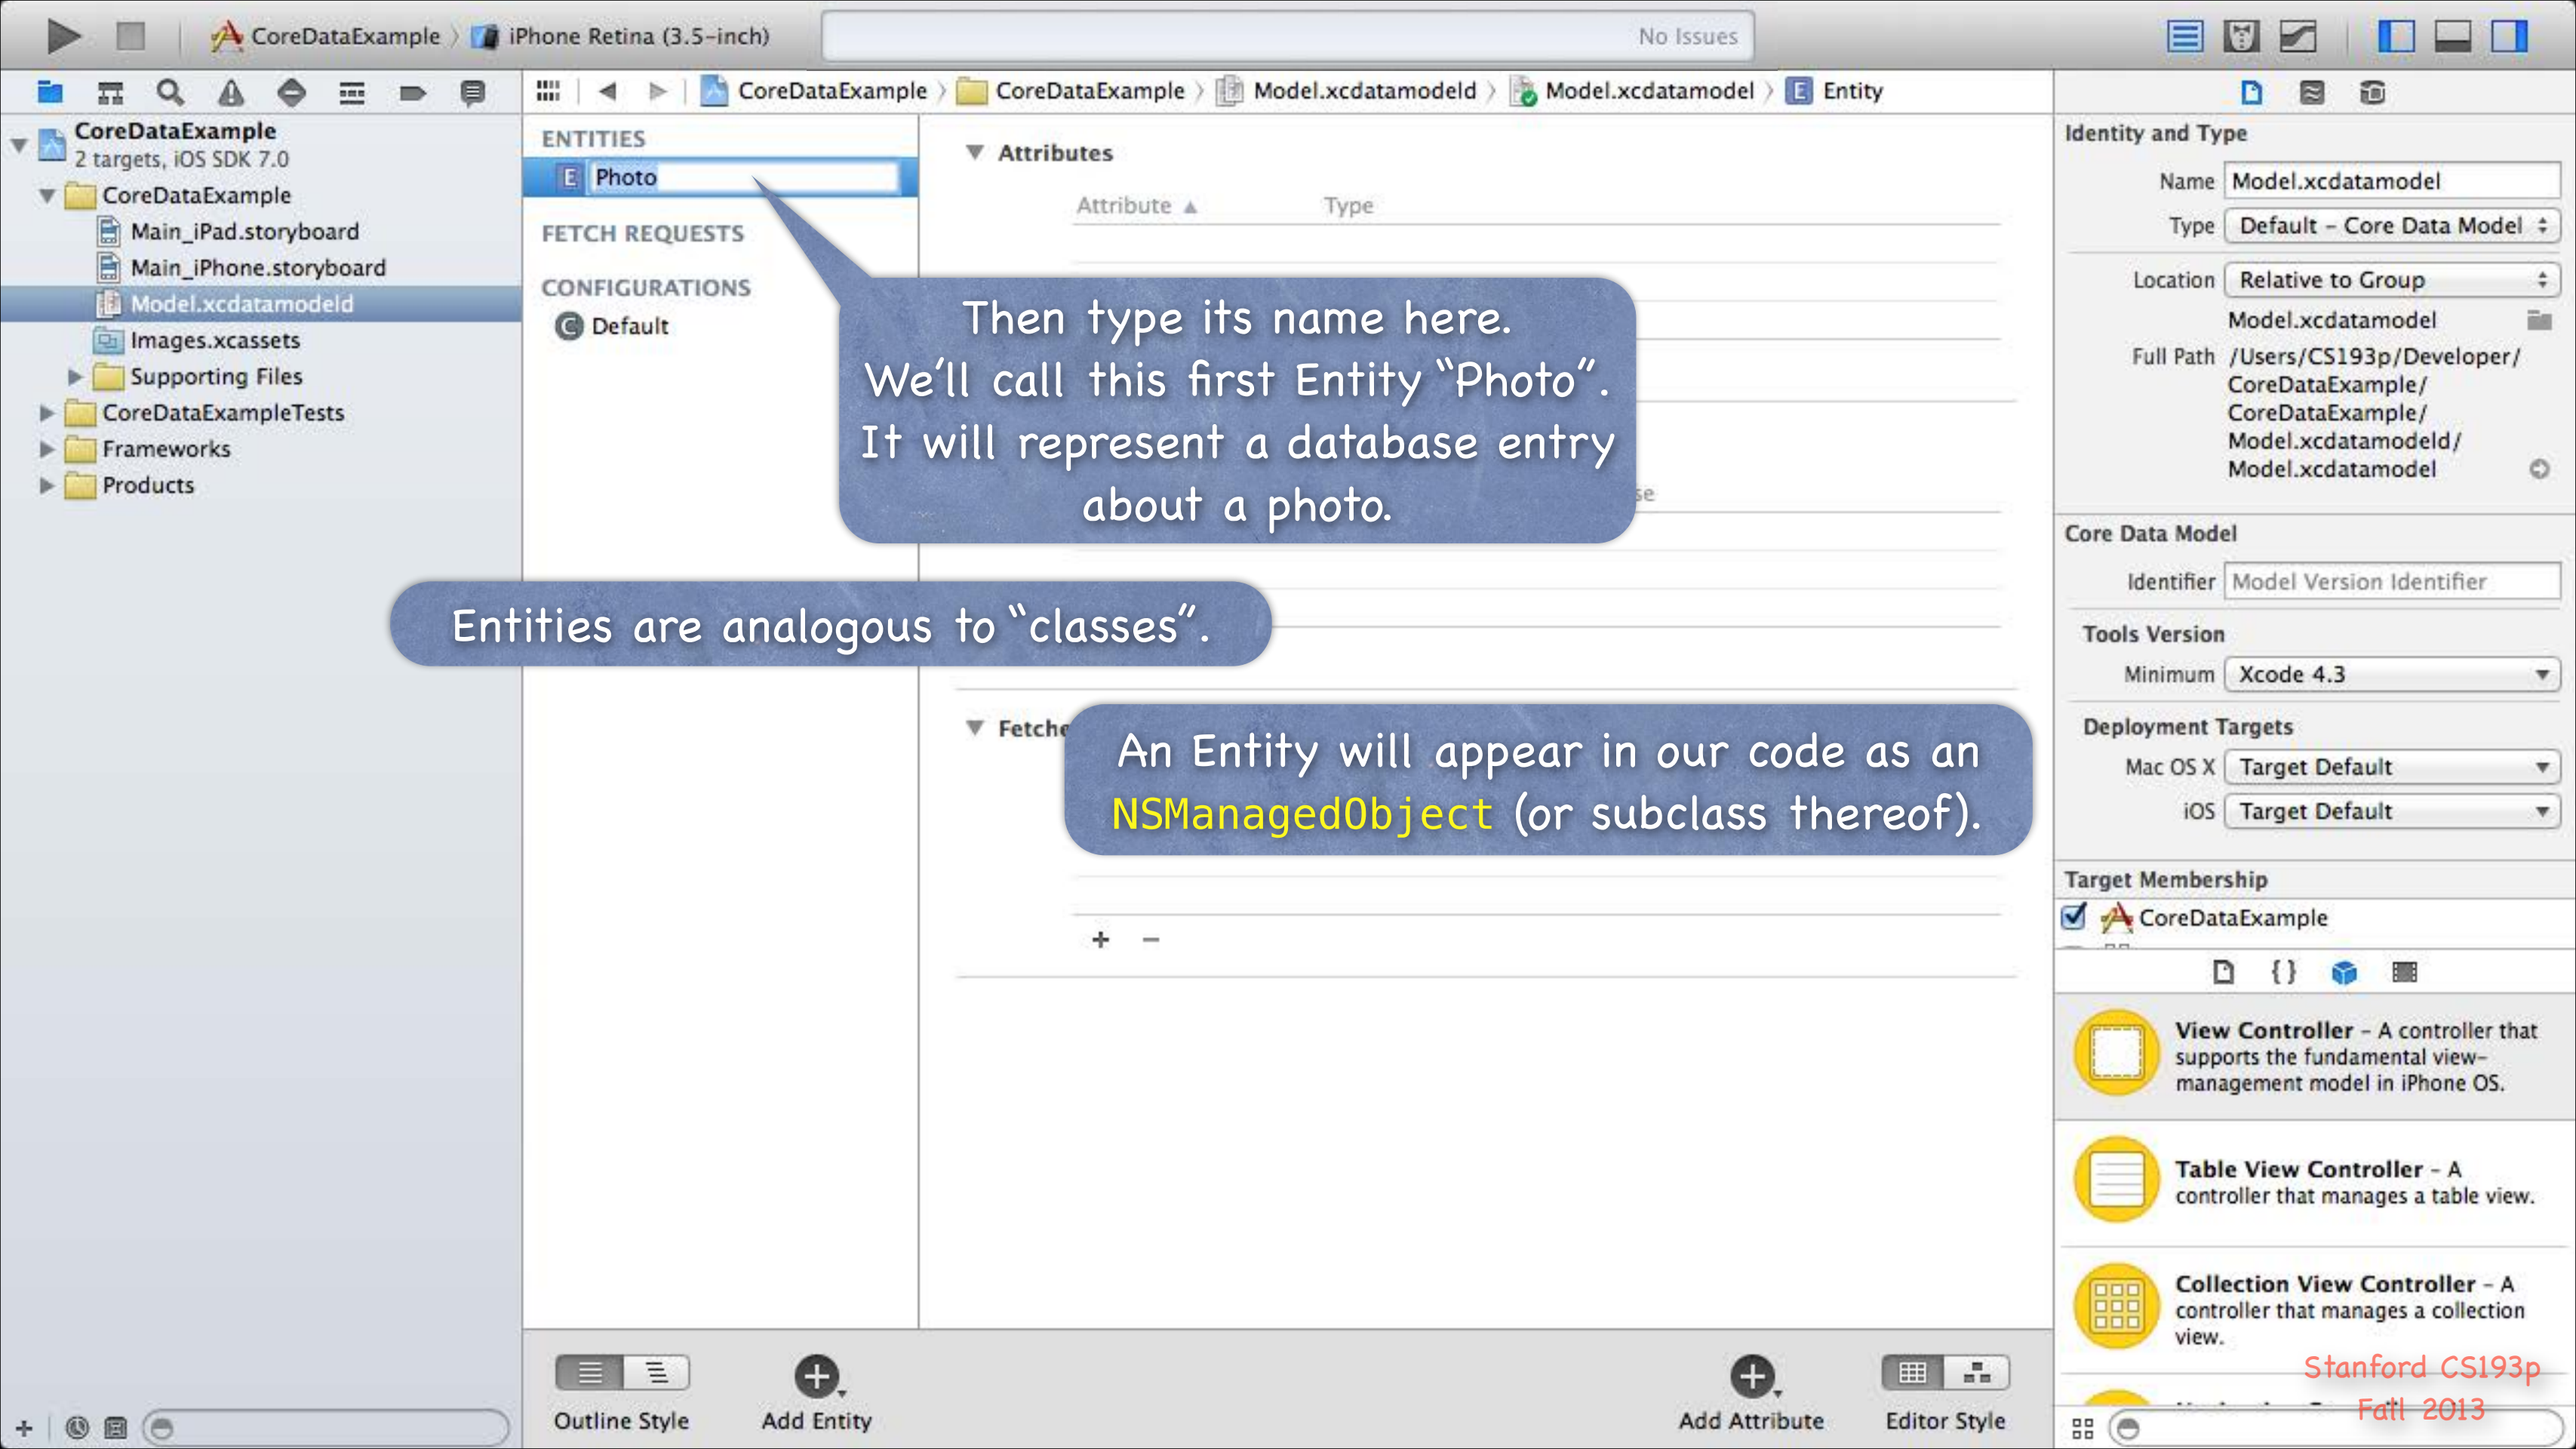 CoreDataExample › iPhone Retina (3.5-inch)
No Issues
CoreDataExample › CoreDataExample › Model.xcdatamodeld › Model.xcdatamodel › E Entity
CoreDataExample
2 targets, iOS SDK 7.0
CoreDataExample
Main_iPad.storyboard
Main_iPhone.storyboard
Model.xcdatamodeld
Images.xcassets
Supporting Files
CoreDataExampleTests
Frameworks
Products
ENTITIES
E Photo
FETCH REQUESTS
CONFIGURATIONS
C Default
Attributes
Attribute Type
Then type its name here.
We'll call this first Entity “Photo”.
It will represent a database entry
about a photo.
Entities are analogous to “classes”.
An Entity will appear in our code as an
NSManagedObject (or subclass thereof).
+ −
Outline Style
Add Entity
Add Attribute
Editor Style
Identity and Type
Name Model.xcdatamodel
Type Default – Core Data Model
Location Relative to Group
Model.xcdatamodel
Full Path /Users/CS193p/Developer/
CoreDataExample/
CoreDataExample/
Model.xcdatamodeld/
Model.xcdatamodel
Core Data Model
Identifier Model Version Identifier
Tools Version
Minimum Xcode 4.3
Deployment Targets
Mac OS X Target Default
iOS Target Default
Target Membership
CoreDataExample
{ }
View Controller – A controller that
supports the fundamental view-
management model in iPhone OS.
Table View Controller – A
controller that manages a table view.
Collection View Controller – A
controller that manages a collection
view.
Stanford CS193p
Fall 2013